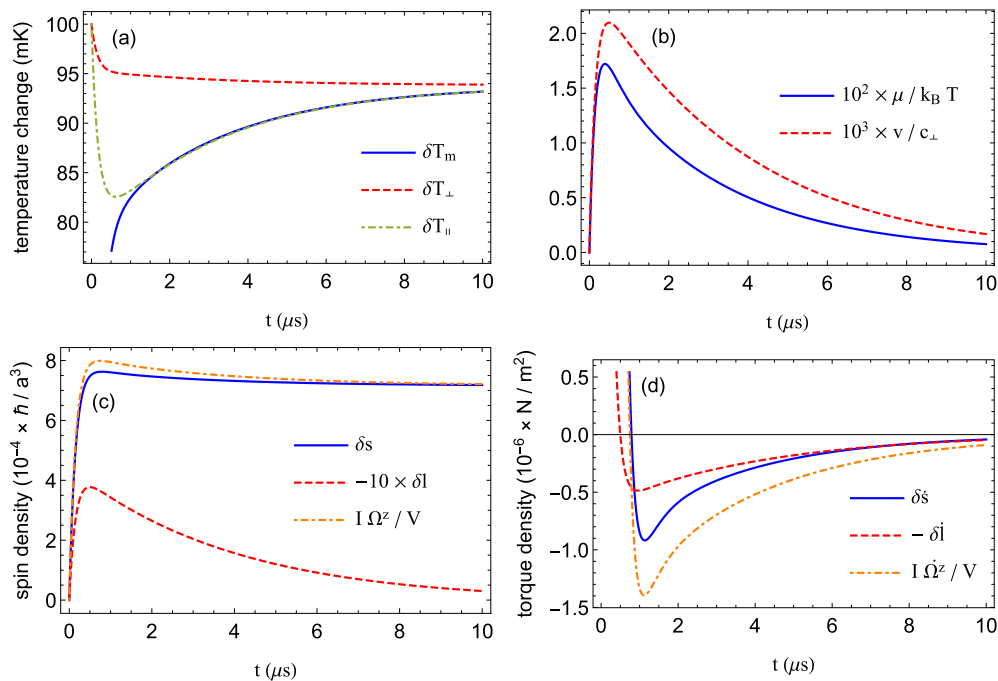 (a)
temperature change (mK)
100
95
90
85
80
δT_m
δT_⊥
δT_∥
0 2 4 6 8 10
t (μs)
(b)
2.0
1.5
1.0
0.5
0.0
10² × μ / k_B T
10³ × v / c_⊥
0 2 4 6 8 10
t (μs)
(c)
spin density (10⁻⁴ × ℏ / a³)
8
6
4
2
0
δs
−10 × δl
I Ωᶻ / V
0 2 4 6 8 10
t (μs)
(d)
torque density (10⁻⁶ × N / m²)
0.5
0.0
−0.5
−1.0
−1.5
δṡ
− δl̇
I Ω̇ᶻ / V
0 2 4 6 8 10
t (μs)